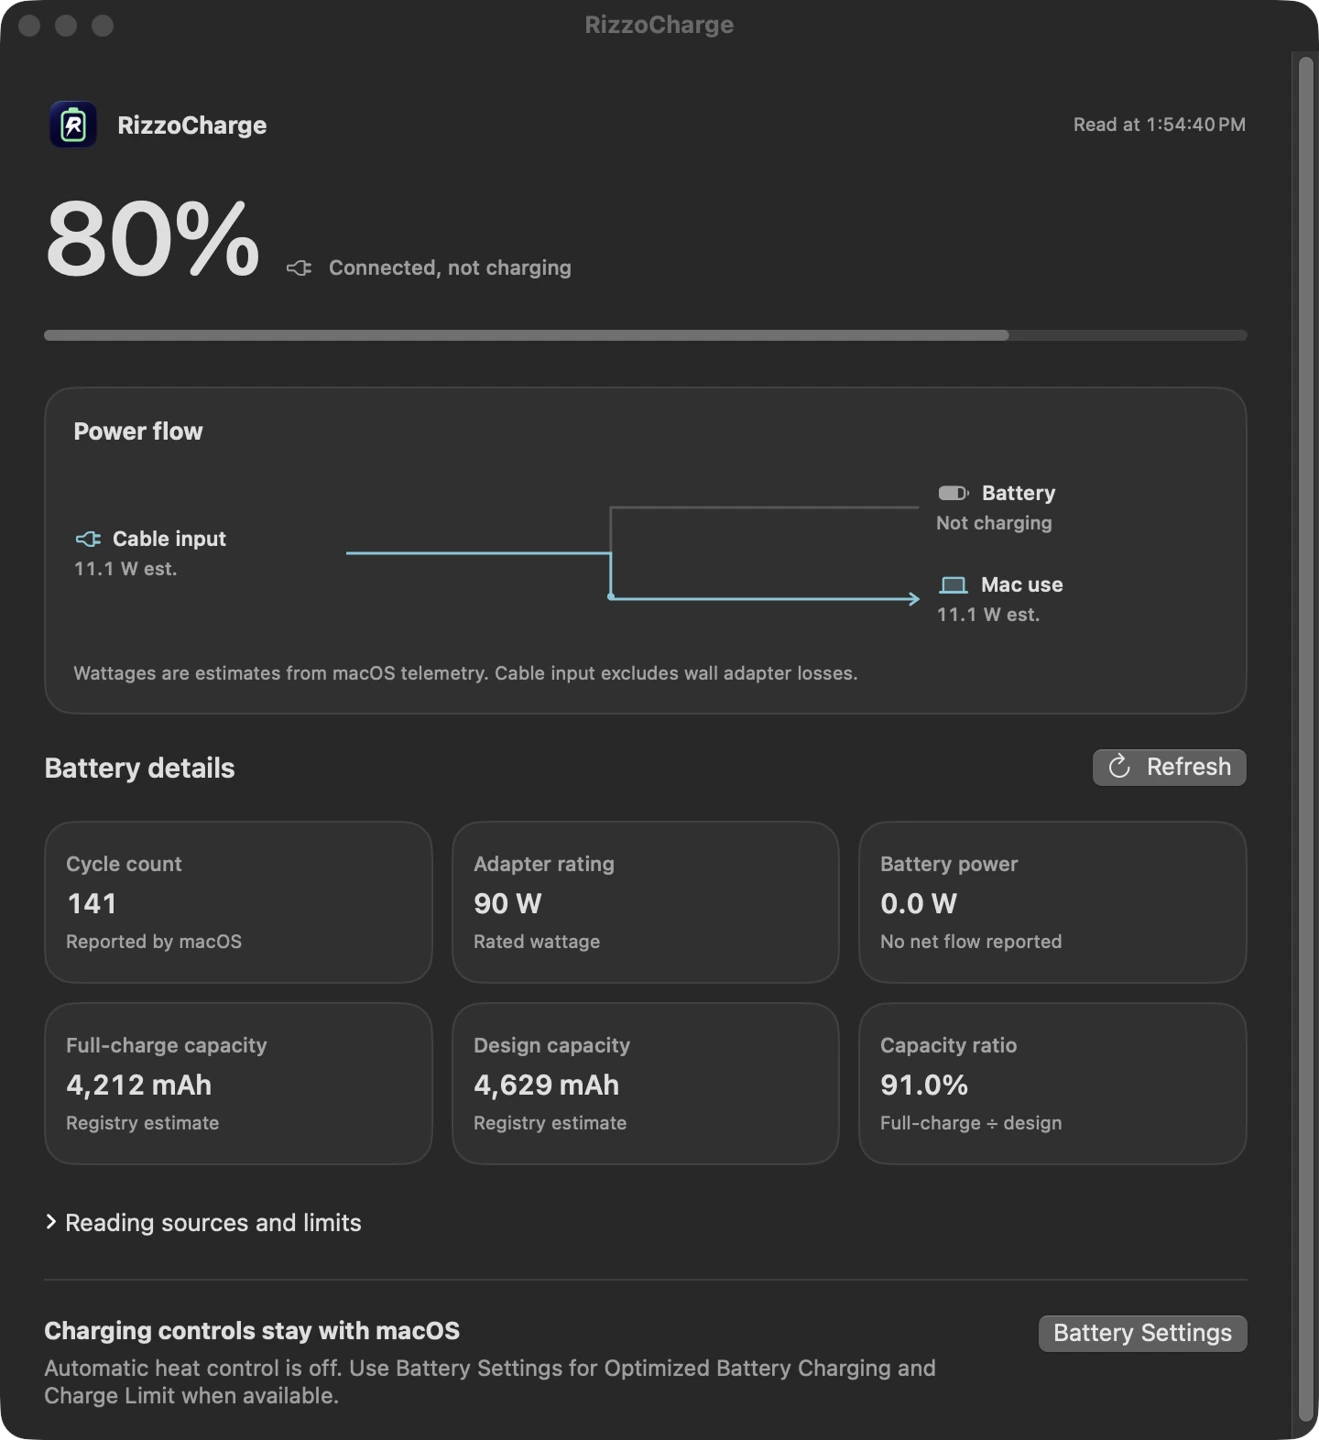 RizzoCharge
RizzoCharge
Read at 1:54:40 PM
80%
Connected, not charging
Power flow
Battery
Not charging
Cable input
11.1 W est.
Mac use
11.1 W est.
Wattages are estimates from macOS telemetry. Cable input excludes wall adapter losses.
Battery details
Refresh
Cycle count
141
Reported by macOS
Adapter rating
90 W
Rated wattage
Battery power
0.0 W
No net flow reported
Full-charge capacity
4,212 mAh
Registry estimate
Design capacity
4,629 mAh
Registry estimate
Capacity ratio
91.0%
Full-charge ÷ design
Reading sources and limits
Charging controls stay with macOS
Battery Settings
Automatic heat control is off. Use Battery Settings for Optimized Battery Charging and
Charge Limit when available.